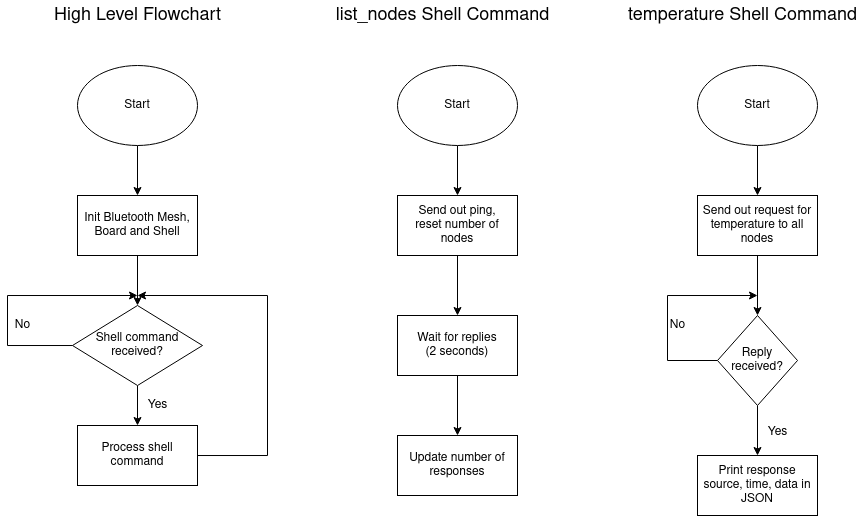 High Level Flowchart
Start
Init Bluetooth Mesh,
Board and Shell
No
Shell command
received?
Yes
Process shell
command
list_nodes Shell Command
Start
Send out ping,
reset number of
nodes
Wait for replies
(2 seconds)
Update number of
responses
temperature Shell Command
Start
Send out request for
temperature to all
nodes
No
Reply
received?
Yes
Print response
source, time, data in
JSON